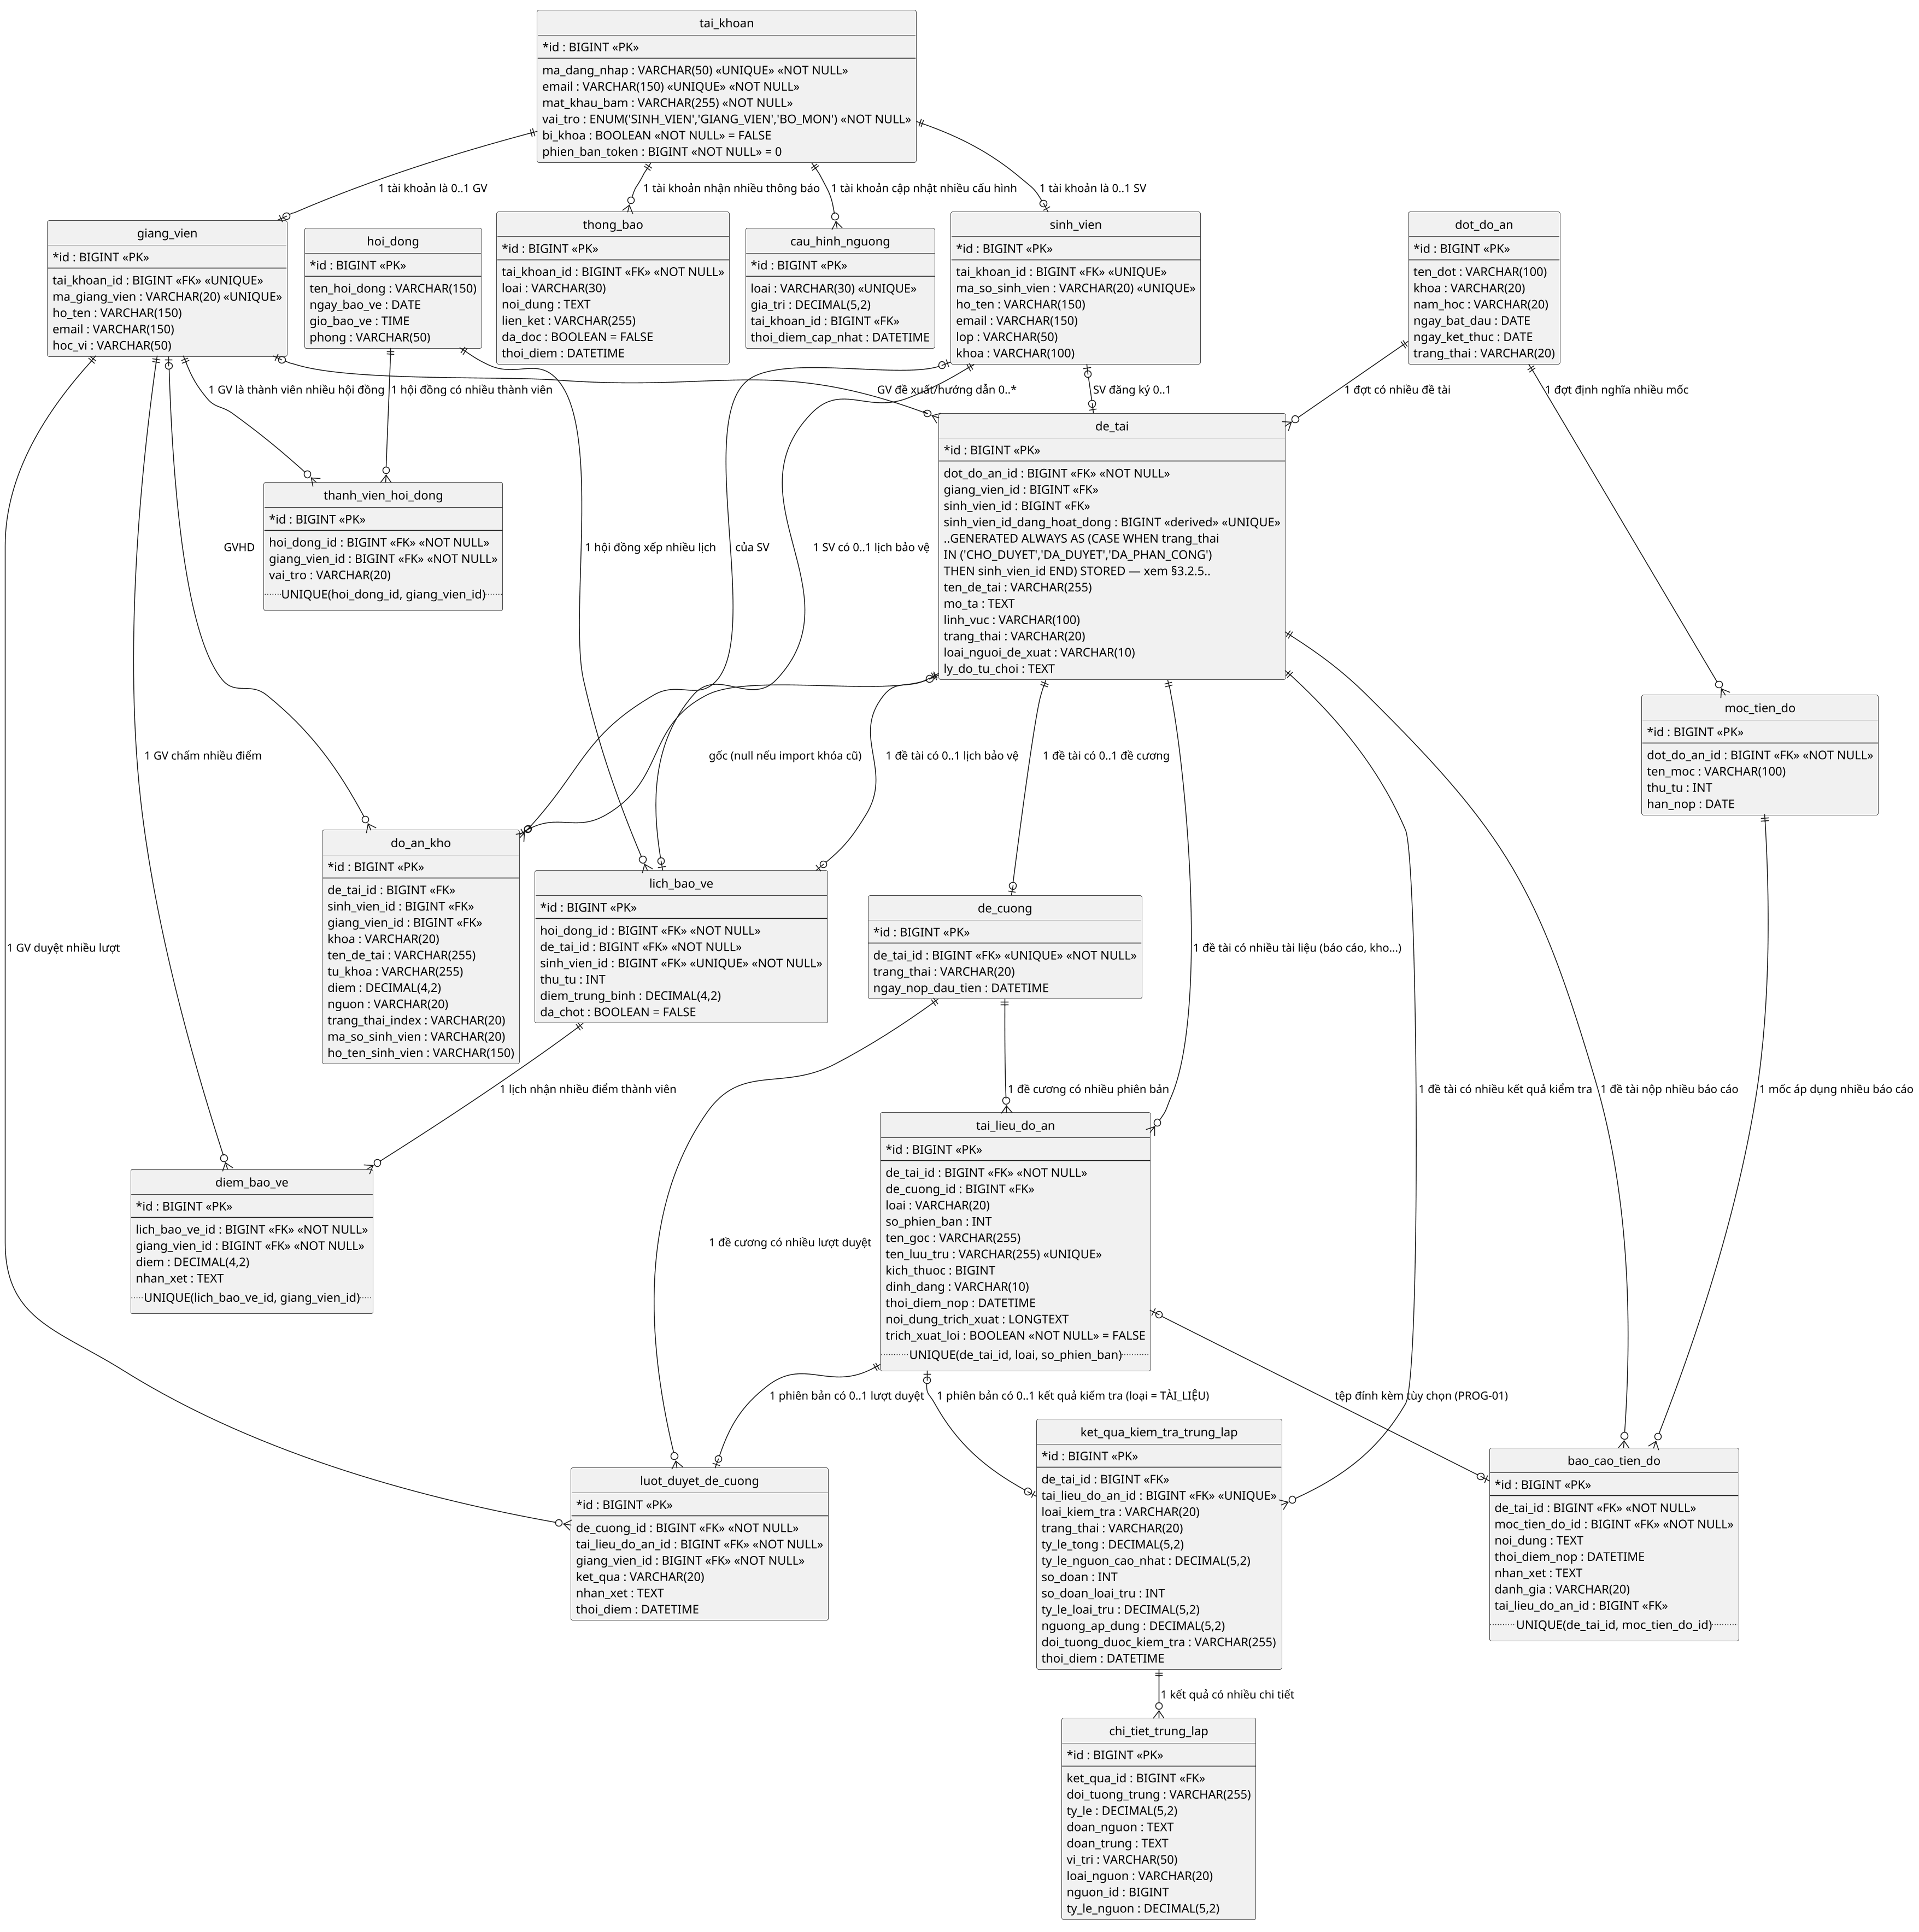 tai_khoan
*id : BIGINT «PK»
ma_dang_nhap : VARCHAR(50) «UNIQUE» «NOT NULL»
email : VARCHAR(150) «UNIQUE» «NOT NULL»
mat_khau_bam : VARCHAR(255) «NOT NULL»
vai_tro : ENUM('SINH_VIEN','GIANG_VIEN','BO_MON') «NOT NULL»
bi_khoa : BOOLEAN «NOT NULL» = FALSE
phien_ban_token : BIGINT «NOT NULL» = 0
1 tài khoản là 0..1 GV
1 tài khoản nhận nhiều thông báo
1 tài khoản cập nhật nhiều cấu hình
1 tài khoản là 0..1 SV
giang_vien
*id : BIGINT «PK»
tai_khoan_id : BIGINT «FK» «UNIQUE»
ma_giang_vien : VARCHAR(20) «UNIQUE»
ho_ten : VARCHAR(150)
email : VARCHAR(150)
hoc_vi : VARCHAR(50)
hoi_dong
*id : BIGINT «PK»
ten_hoi_dong : VARCHAR(150)
ngay_bao_ve : DATE
gio_bao_ve : TIME
phong : VARCHAR(50)
thong_bao
*id : BIGINT «PK»
tai_khoan_id : BIGINT «FK» «NOT NULL»
loai : VARCHAR(30)
noi_dung : TEXT
lien_ket : VARCHAR(255)
da_doc : BOOLEAN = FALSE
thoi_diem : DATETIME
cau_hinh_nguong
*id : BIGINT «PK»
loai : VARCHAR(30) «UNIQUE»
gia_tri : DECIMAL(5,2)
tai_khoan_id : BIGINT «FK»
thoi_diem_cap_nhat : DATETIME
sinh_vien
*id : BIGINT «PK»
tai_khoan_id : BIGINT «FK» «UNIQUE»
ma_so_sinh_vien : VARCHAR(20) «UNIQUE»
ho_ten : VARCHAR(150)
email : VARCHAR(150)
lop : VARCHAR(50)
khoa : VARCHAR(100)
dot_do_an
*id : BIGINT «PK»
ten_dot : VARCHAR(100)
khoa : VARCHAR(20)
nam_hoc : VARCHAR(20)
ngay_bat_dau : DATE
ngay_ket_thuc : DATE
trang_thai : VARCHAR(20)
1 GV là thành viên nhiều hội đồng
1 hội đồng có nhiều thành viên
GV đề xuất/hướng dẫn 0..*
SV đăng ký 0..1
1 đợt có nhiều đề tài
1 đợt định nghĩa nhiều mốc
thanh_vien_hoi_dong
*id : BIGINT «PK»
hoi_dong_id : BIGINT «FK» «NOT NULL»
giang_vien_id : BIGINT «FK» «NOT NULL»
vai_tro : VARCHAR(20)
UNIQUE(hoi_dong_id, giang_vien_id)
de_tai
*id : BIGINT «PK»
dot_do_an_id : BIGINT «FK» «NOT NULL»
giang_vien_id : BIGINT «FK»
sinh_vien_id : BIGINT «FK»
sinh_vien_id_dang_hoat_dong : BIGINT «derived» «UNIQUE»
..GENERATED ALWAYS AS (CASE WHEN trang_thai
IN ('CHO_DUYET','DA_DUYET','DA_PHAN_CONG')
THEN sinh_vien_id END) STORED — xem §3.2.5..
ten_de_tai : VARCHAR(255)
mo_ta : TEXT
linh_vuc : VARCHAR(100)
trang_thai : VARCHAR(20)
loai_nguoi_de_xuat : VARCHAR(10)
ly_do_tu_choi : TEXT
GVHD
1 hội đồng xếp nhiều lịch
của SV
1 SV có 0..1 lịch bảo vệ
1 GV chấm nhiều điểm
gốc (null nếu import khóa cũ)
1 đề tài có 0..1 lịch bảo vệ
1 đề tài có 0..1 đề cương
moc_tien_do
*id : BIGINT «PK»
dot_do_an_id : BIGINT «FK» «NOT NULL»
ten_moc : VARCHAR(100)
thu_tu : INT
han_nop : DATE
do_an_kho
*id : BIGINT «PK»
de_tai_id : BIGINT «FK»
sinh_vien_id : BIGINT «FK»
giang_vien_id : BIGINT «FK»
khoa : VARCHAR(20)
ten_de_tai : VARCHAR(255)
tu_khoa : VARCHAR(255)
diem : DECIMAL(4,2)
nguon : VARCHAR(20)
trang_thai_index : VARCHAR(20)
ma_so_sinh_vien : VARCHAR(20)
ho_ten_sinh_vien : VARCHAR(150)
lich_bao_ve
*id : BIGINT «PK»
hoi_dong_id : BIGINT «FK» «NOT NULL»
de_tai_id : BIGINT «FK» «NOT NULL»
sinh_vien_id : BIGINT «FK» «UNIQUE» «NOT NULL»
thu_tu : INT
diem_trung_binh : DECIMAL(4,2)
da_chot : BOOLEAN = FALSE
de_cuong
*id : BIGINT «PK»
de_tai_id : BIGINT «FK» «UNIQUE» «NOT NULL»
trang_thai : VARCHAR(20)
ngay_nop_dau_tien : DATETIME
1 GV duyệt nhiều lượt
1 đề tài có nhiều tài liệu (báo cáo, kho...)
1 lịch nhận nhiều điểm thành viên
1 đề cương có nhiều phiên bản
1 đề tài có nhiều kết quả kiểm tra
1 đề tài nộp nhiều báo cáo
1 mốc áp dụng nhiều báo cáo
diem_bao_ve
*id : BIGINT «PK»
lich_bao_ve_id : BIGINT «FK» «NOT NULL»
giang_vien_id : BIGINT «FK» «NOT NULL»
diem : DECIMAL(4,2)
nhan_xet : TEXT
UNIQUE(lich_bao_ve_id, giang_vien_id)
1 đề cương có nhiều lượt duyệt
tai_lieu_do_an
*id : BIGINT «PK»
de_tai_id : BIGINT «FK» «NOT NULL»
de_cuong_id : BIGINT «FK»
loai : VARCHAR(20)
so_phien_ban : INT
ten_goc : VARCHAR(255)
ten_luu_tru : VARCHAR(255) «UNIQUE»
kich_thuoc : BIGINT
dinh_dang : VARCHAR(10)
thoi_diem_nop : DATETIME
noi_dung_trich_xuat : LONGTEXT
trich_xuat_loi : BOOLEAN «NOT NULL» = FALSE
UNIQUE(de_tai_id, loai, so_phien_ban)
1 phiên bản có 0..1 lượt duyệt
1 phiên bản có 0..1 kết quả kiểm tra (loại = TÀI_LIỆU)
tệp đính kèm tùy chọn (PROG-01)
luot_duyet_de_cuong
*id : BIGINT «PK»
de_cuong_id : BIGINT «FK» «NOT NULL»
tai_lieu_do_an_id : BIGINT «FK» «NOT NULL»
giang_vien_id : BIGINT «FK» «NOT NULL»
ket_qua : VARCHAR(20)
nhan_xet : TEXT
thoi_diem : DATETIME
ket_qua_kiem_tra_trung_lap
*id : BIGINT «PK»
de_tai_id : BIGINT «FK»
tai_lieu_do_an_id : BIGINT «FK» «UNIQUE»
loai_kiem_tra : VARCHAR(20)
trang_thai : VARCHAR(20)
ty_le_tong : DECIMAL(5,2)
ty_le_nguon_cao_nhat : DECIMAL(5,2)
so_doan : INT
so_doan_loai_tru : INT
ty_le_loai_tru : DECIMAL(5,2)
nguong_ap_dung : DECIMAL(5,2)
doi_tuong_duoc_kiem_tra : VARCHAR(255)
thoi_diem : DATETIME
bao_cao_tien_do
*id : BIGINT «PK»
de_tai_id : BIGINT «FK» «NOT NULL»
moc_tien_do_id : BIGINT «FK» «NOT NULL»
noi_dung : TEXT
thoi_diem_nop : DATETIME
nhan_xet : TEXT
danh_gia : VARCHAR(20)
tai_lieu_do_an_id : BIGINT «FK»
UNIQUE(de_tai_id, moc_tien_do_id)
1 kết quả có nhiều chi tiết
chi_tiet_trung_lap
*id : BIGINT «PK»
ket_qua_id : BIGINT «FK»
doi_tuong_trung : VARCHAR(255)
ty_le : DECIMAL(5,2)
doan_nguon : TEXT
doan_trung : TEXT
vi_tri : VARCHAR(50)
loai_nguon : VARCHAR(20)
nguon_id : BIGINT
ty_le_nguon : DECIMAL(5,2)